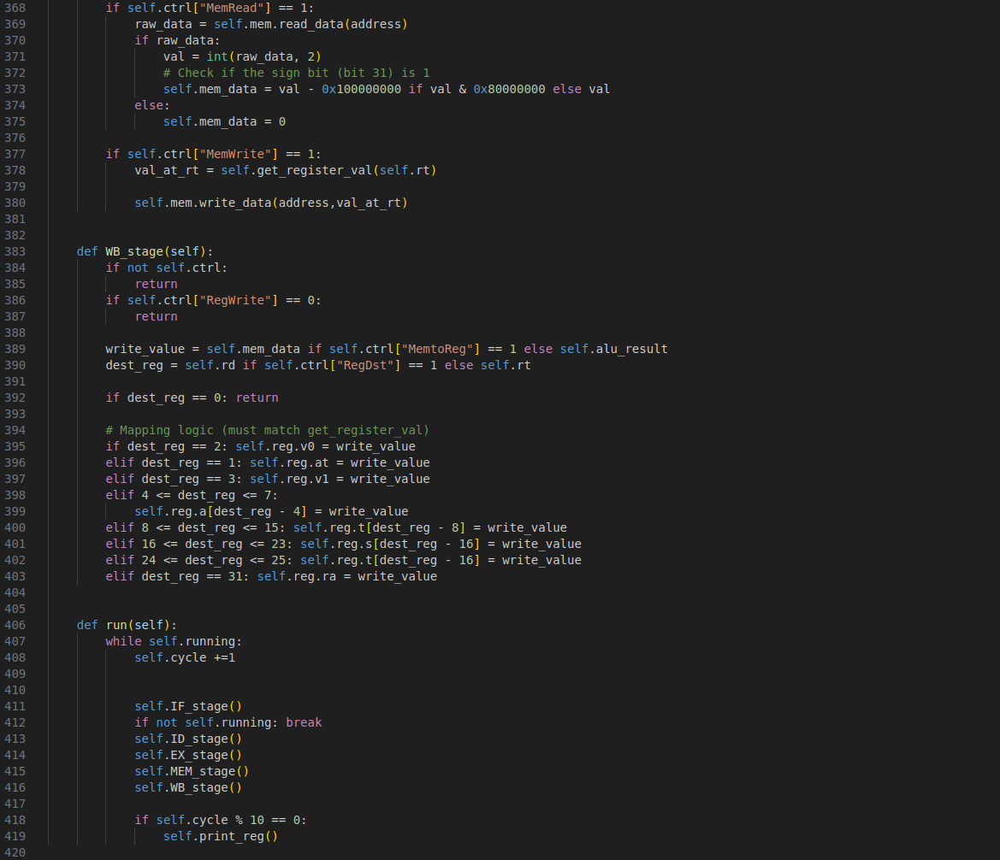 368 if self.ctrl["MemRead"] == 1:
369 raw_data = self.mem.read_data(address)
370 if raw_data:
371 val = int(raw_data, 2)
372 # Check if the sign bit (bit 31) is 1
373 self.mem_data = val - 0x100000000 if val & 0x80000000 else val
374 else:
375 self.mem_data = 0
376
377 if self.ctrl["MemWrite"] == 1:
378 val_at_rt = self.get_register_val(self.rt)
379
380 self.mem.write_data(address,val_at_rt)
381
382
383 def WB_stage(self):
384 if not self.ctrl:
385 return
386 if self.ctrl["RegWrite"] == 0:
387 return
388
389 write_value = self.mem_data if self.ctrl["MemtoReg"] == 1 else self.alu_result
390 dest_reg = self.rd if self.ctrl["RegDst"] == 1 else self.rt
391
392 if dest_reg == 0: return
393
394 # Mapping logic (must match get_register_val)
395 if dest_reg == 2: self.reg.v0 = write_value
396 elif dest_reg == 1: self.reg.at = write_value
397 elif dest_reg == 3: self.reg.v1 = write_value
398 elif 4 <= dest_reg <= 7:
399 self.reg.a[dest_reg - 4] = write_value
400 elif 8 <= dest_reg <= 15: self.reg.t[dest_reg - 8] = write_value
401 elif 16 <= dest_reg <= 23: self.reg.s[dest_reg - 16] = write_value
402 elif 24 <= dest_reg <= 25: self.reg.t[dest_reg - 16] = write_value
403 elif dest_reg == 31: self.reg.ra = write_value
404
405
406 def run(self):
407 while self.running:
408 self.cycle +=1
409
410
411 self.IF_stage()
412 if not self.running: break
413 self.ID_stage()
414 self.EX_stage()
415 self.MEM_stage()
416 self.WB_stage()
417
418 if self.cycle % 10 == 0:
419 self.print_reg()
420